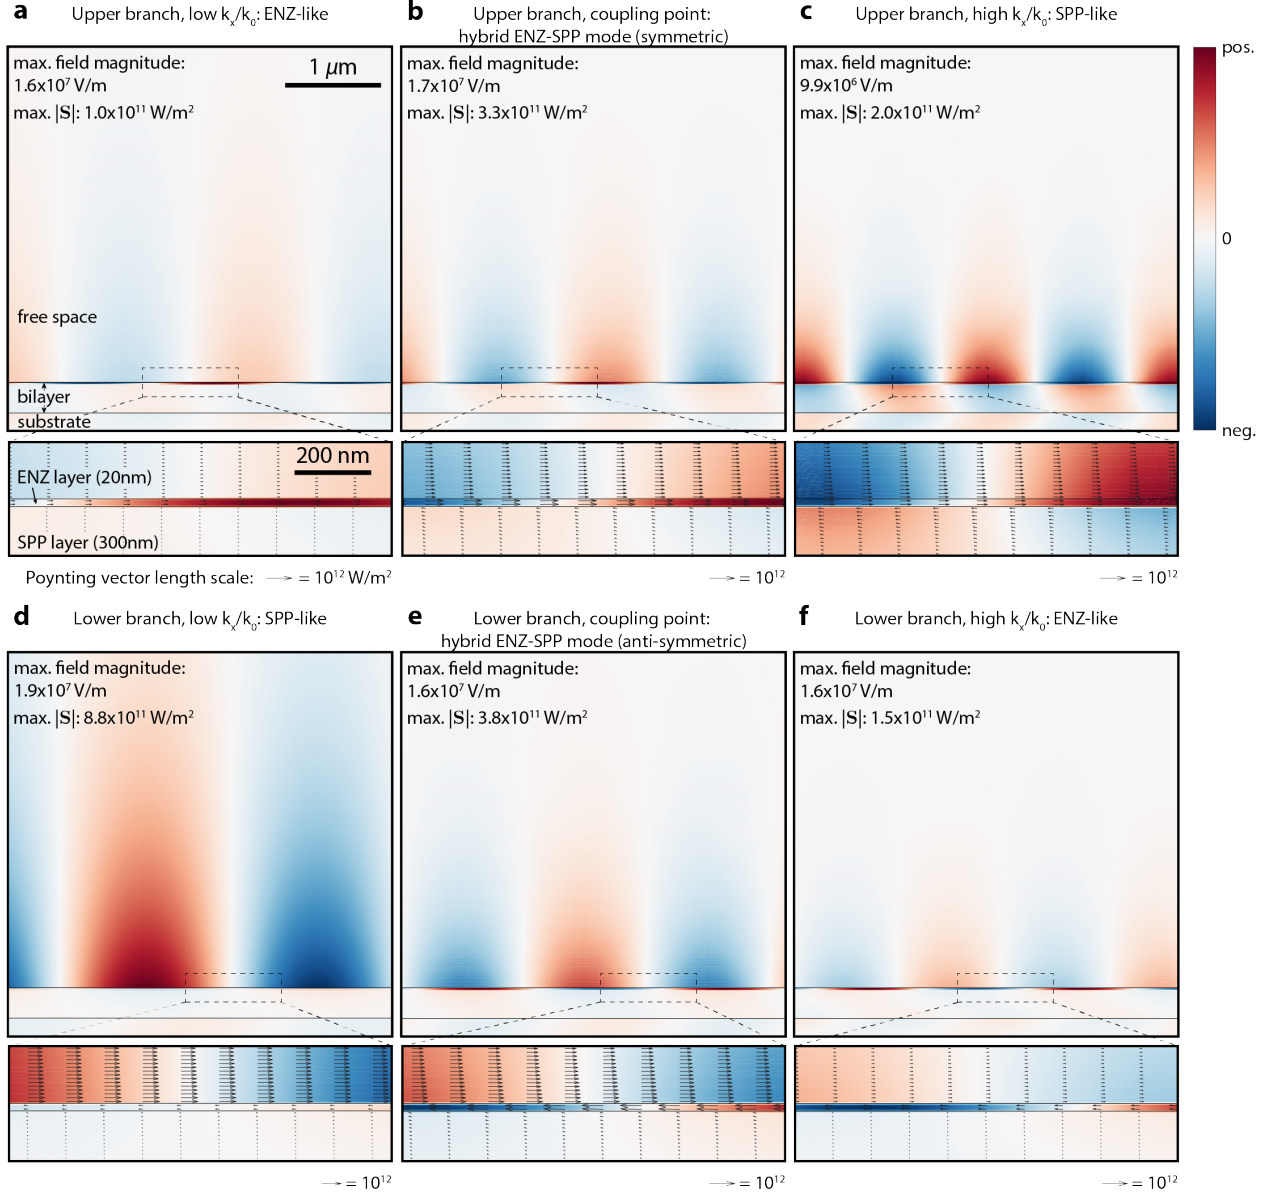 a Upper branch, low kx/k0: ENZ-like
b Upper branch, coupling point:
hybrid ENZ-SPP mode (symmetric)
c Upper branch, high kx/k0: SPP-like
max. field magnitude:
1.6x10⁷ V/m
max. |S|: 1.0x10¹¹ W/m²
1 µm
free space
bilayer
substrate
max. field magnitude:
1.7x10⁷ V/m
max. |S|: 3.3x10¹¹ W/m²
max. field magnitude:
9.9x10⁶ V/m
max. |S|: 2.0x10¹¹ W/m²
pos.
0
neg.
200 nm
ENZ layer (20nm)
SPP layer (300nm)
Poynting vector length scale: = 10¹² W/m²
= 10¹²
= 10¹²
d Lower branch, low kx/k0: SPP-like
e Lower branch, coupling point:
hybrid ENZ-SPP mode (anti-symmetric)
f Lower branch, high kx/k0: ENZ-like
max. field magnitude:
1.9x10⁷ V/m
max. |S|: 8.8x10¹¹ W/m²
max. field magnitude:
1.6x10⁷ V/m
max. |S|: 3.8x10¹¹ W/m²
max. field magnitude:
1.6x10⁷ V/m
max. |S|: 1.5x10¹¹ W/m²
= 10¹²
= 10¹²
= 10¹²